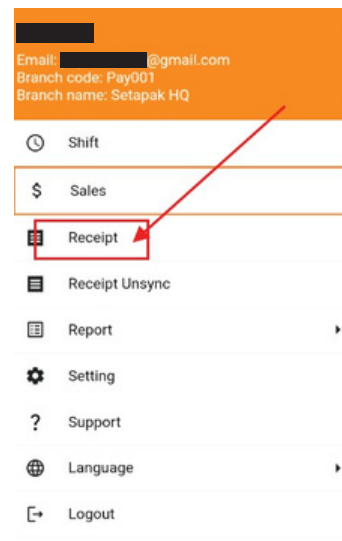 Email: @gmail.com
Branch code: Pay001
Branch name: Setapak HQ
Shift
$ Sales
Receipt
Receipt Unsync
Report
Setting
? Support
Language
Logout